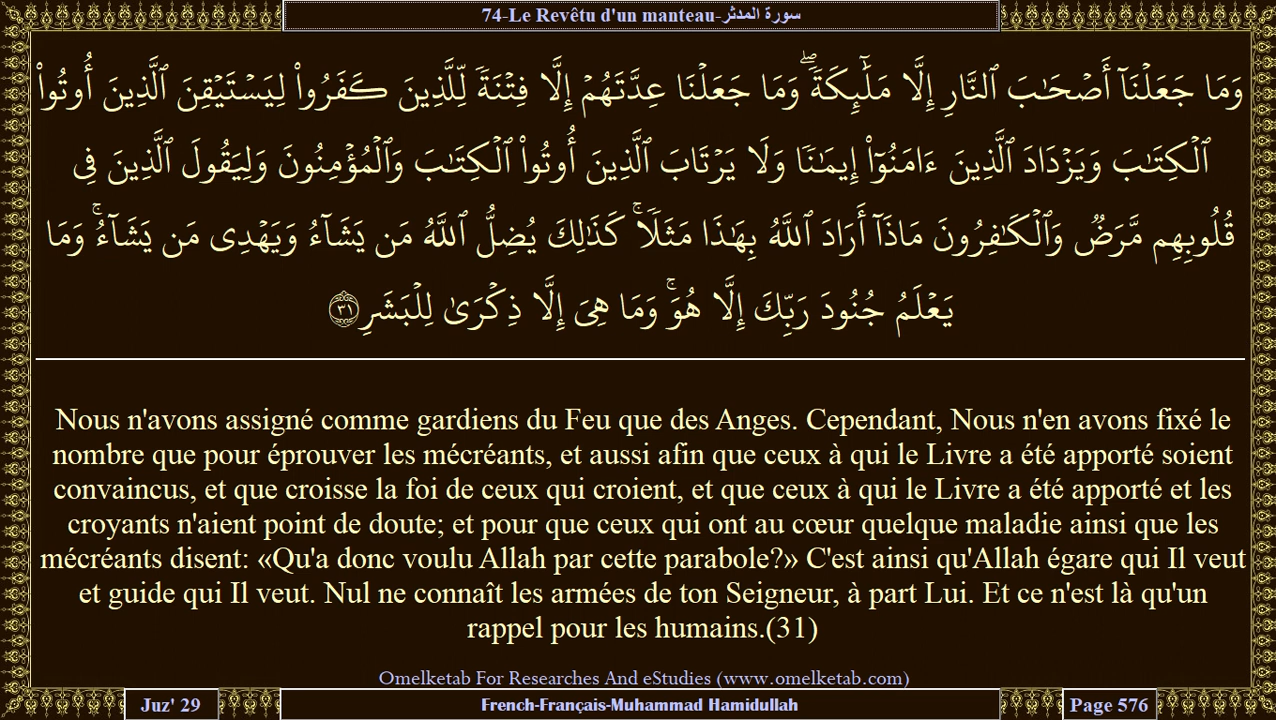 74-Le Revêtu d'un manteau-سورة المدثر
وَمَا جَعَلْنَآ أَصْحَٰبَ ٱلنَّارِ إِلَّا مَلَٰٓئِكَةً ۖ وَمَا جَعَلْنَا عِدَّتَهُمْ إِلَّا فِتْنَةً لِّلَّذِينَ كَفَرُوا۟ لِيَسْتَيْقِنَ ٱلَّذِينَ أُوتُوا۟
ٱلْكِتَٰبَ وَيَزْدَادَ ٱلَّذِينَ ءَامَنُوٓا۟ إِيمَٰنًا وَلَا يَرْتَابَ ٱلَّذِينَ أُوتُوا۟ ٱلْكِتَٰبَ وَٱلْمُؤْمِنُونَ وَلِيَقُولَ ٱلَّذِينَ فِى
قُلُوبِهِم مَّرَضٌ وَٱلْكَٰفِرُونَ مَاذَآ أَرَادَ ٱللَّهُ بِهَٰذَا مَثَلًا ۚ كَذَٰلِكَ يُضِلُّ ٱللَّهُ مَن يَشَآءُ وَيَهْدِى مَن يَشَآءُ ۚ وَمَا
يَعْلَمُ جُنُودَ رَبِّكَ إِلَّا هُوَ ۚ وَمَا هِىَ إِلَّا ذِكْرَىٰ لِلْبَشَرِ ٣١
Nous n'avons assigné comme gardiens du Feu que des Anges. Cependant, Nous n'en avons fixé le
nombre que pour éprouver les mécréants, et aussi afin que ceux à qui le Livre a été apporté soient
convaincus, et que croisse la foi de ceux qui croient, et que ceux à qui le Livre a été apporté et les
croyants n'aient point de doute; et pour que ceux qui ont au cœur quelque maladie ainsi que les
mécréants disent: «Qu'a donc voulu Allah par cette parabole?» C'est ainsi qu'Allah égare qui Il veut
et guide qui Il veut. Nul ne connaît les armées de ton Seigneur, à part Lui. Et ce n'est là qu'un
rappel pour les humains.(31)
Omelketab For Researches And eStudies (www.omelketab.com)
Juz' 29
French-Français-Muhammad Hamidullah
Page 576